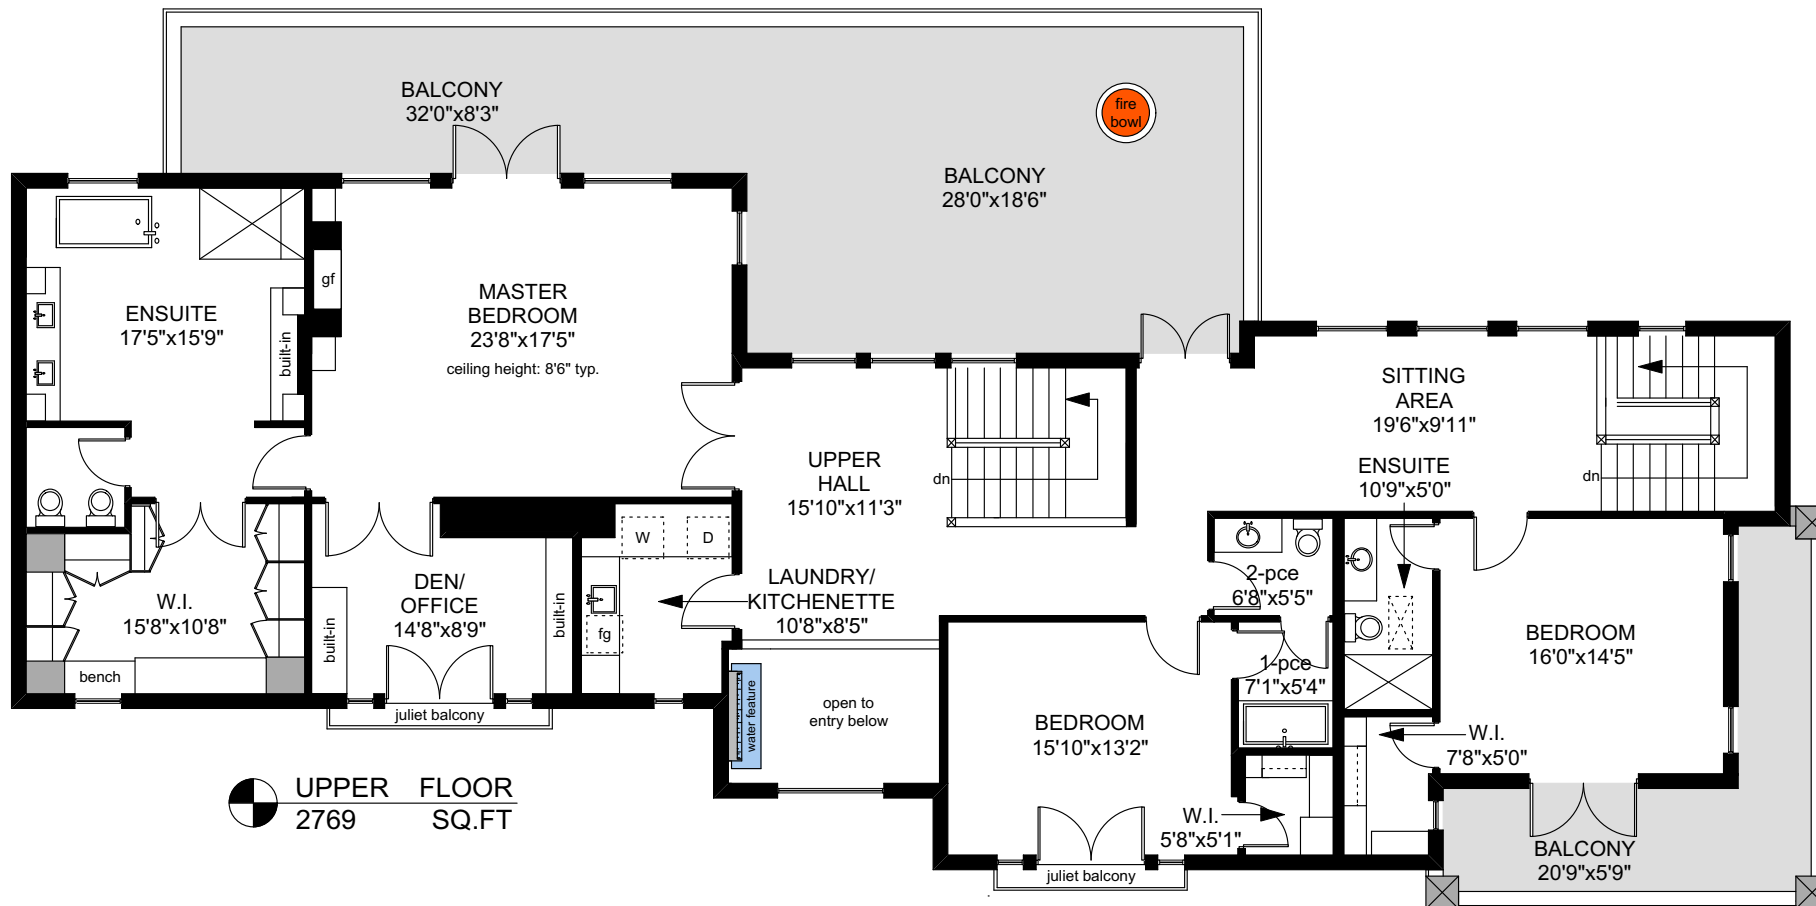 BALCONY
32'0"x8'3"
fire
bowl
BALCONY
28'0"x18'6"
gf
ENSUITE
17'5"x15'9"
built-in
MASTER
BEDROOM
23'8"x17'5"
ceiling height: 8'6" typ.
SITTING
AREA
19'6"x9'11"
UPPER
HALL
15'10"x11'3"
dn
ENSUITE
10'9"x5'0"
dn
W
D
W.I.
15'8"x10'8"
bench
DEN/
OFFICE
14'8"x8'9"
built-in
built-in
fg
LAUNDRY/
KITCHENETTE
10'8"x8'5"
2-pce
6'8"x5'5"
1-pce
7'1"x5'4"
BEDROOM
16'0"x14'5"
juliet balcony
water feature
open to
entry below
BEDROOM
15'10"x13'2"
W.I.
7'8"x5'0"
W.I.
5'8"x5'1"
juliet balcony
BALCONY
20'9"x5'9"
UPPER FLOOR
2769 SQ.FT